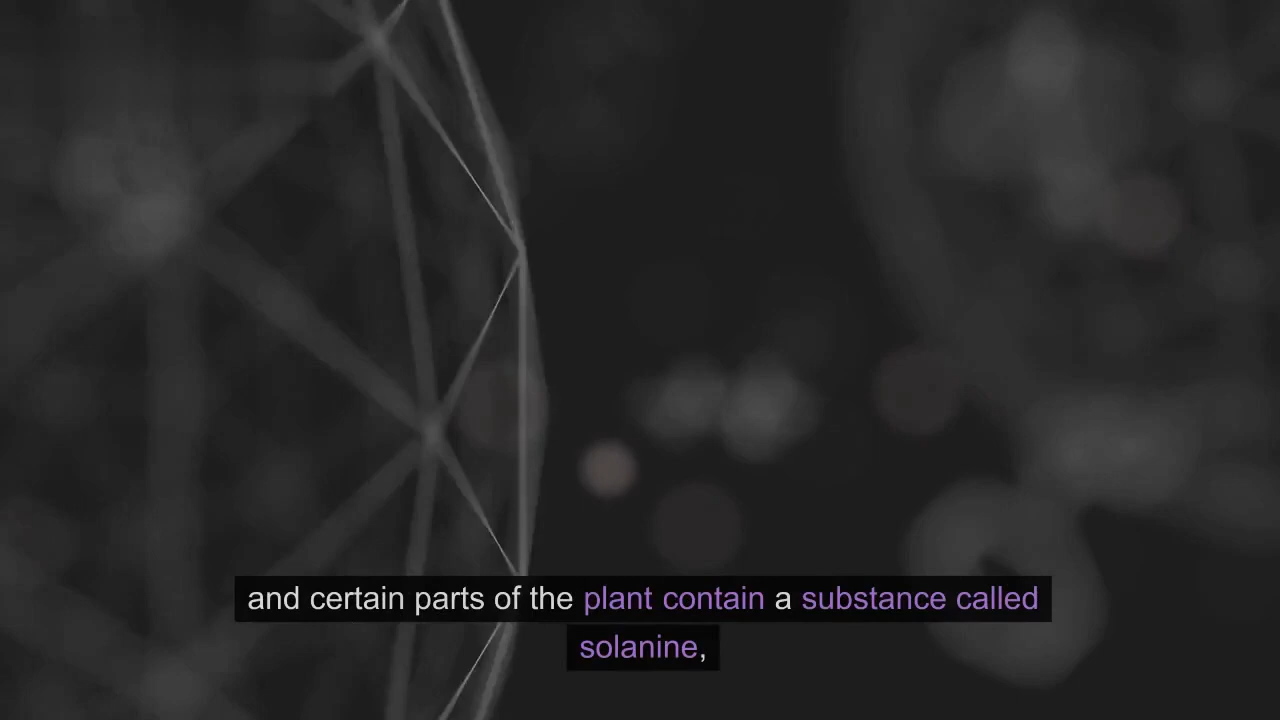 and certain parts of the plant contain a substance called
solanine,